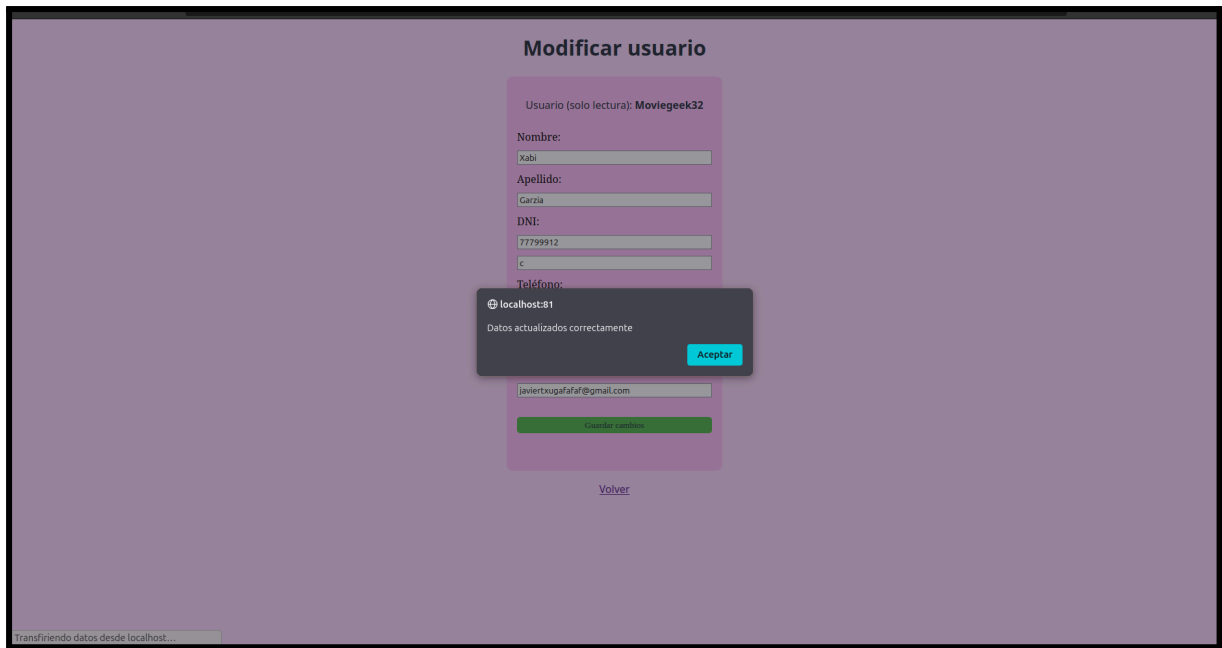 Modificar usuario
Usuario (solo lectura): Moviegeek32
Nombre:
Xabi
Apellido:
Garzia
DNI:
77799912
c
Teléfono:
localhost:81
Datos actualizados correctamente
Aceptar
javiertxugafafaf@gmail.com
Guardar cambios
Volver
Transfiriendo datos desde localhost...